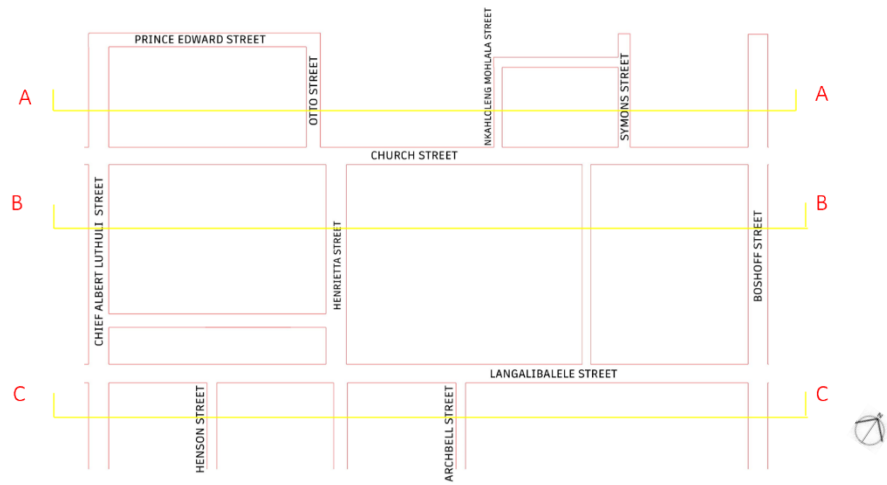 PRINCE EDWARD STREET
OTTO STREET
NKAHLOLENG MOHLALA STREET
SYMONS STREET
A
A
CHURCH STREET
B
B
CHIEF ALBERT LUTHULI STREET
HENRIETTA STREET
BOSHOFF STREET
LANGALIBALELE STREET
C
C
HENSON STREET
ARCHBELL STREET
N